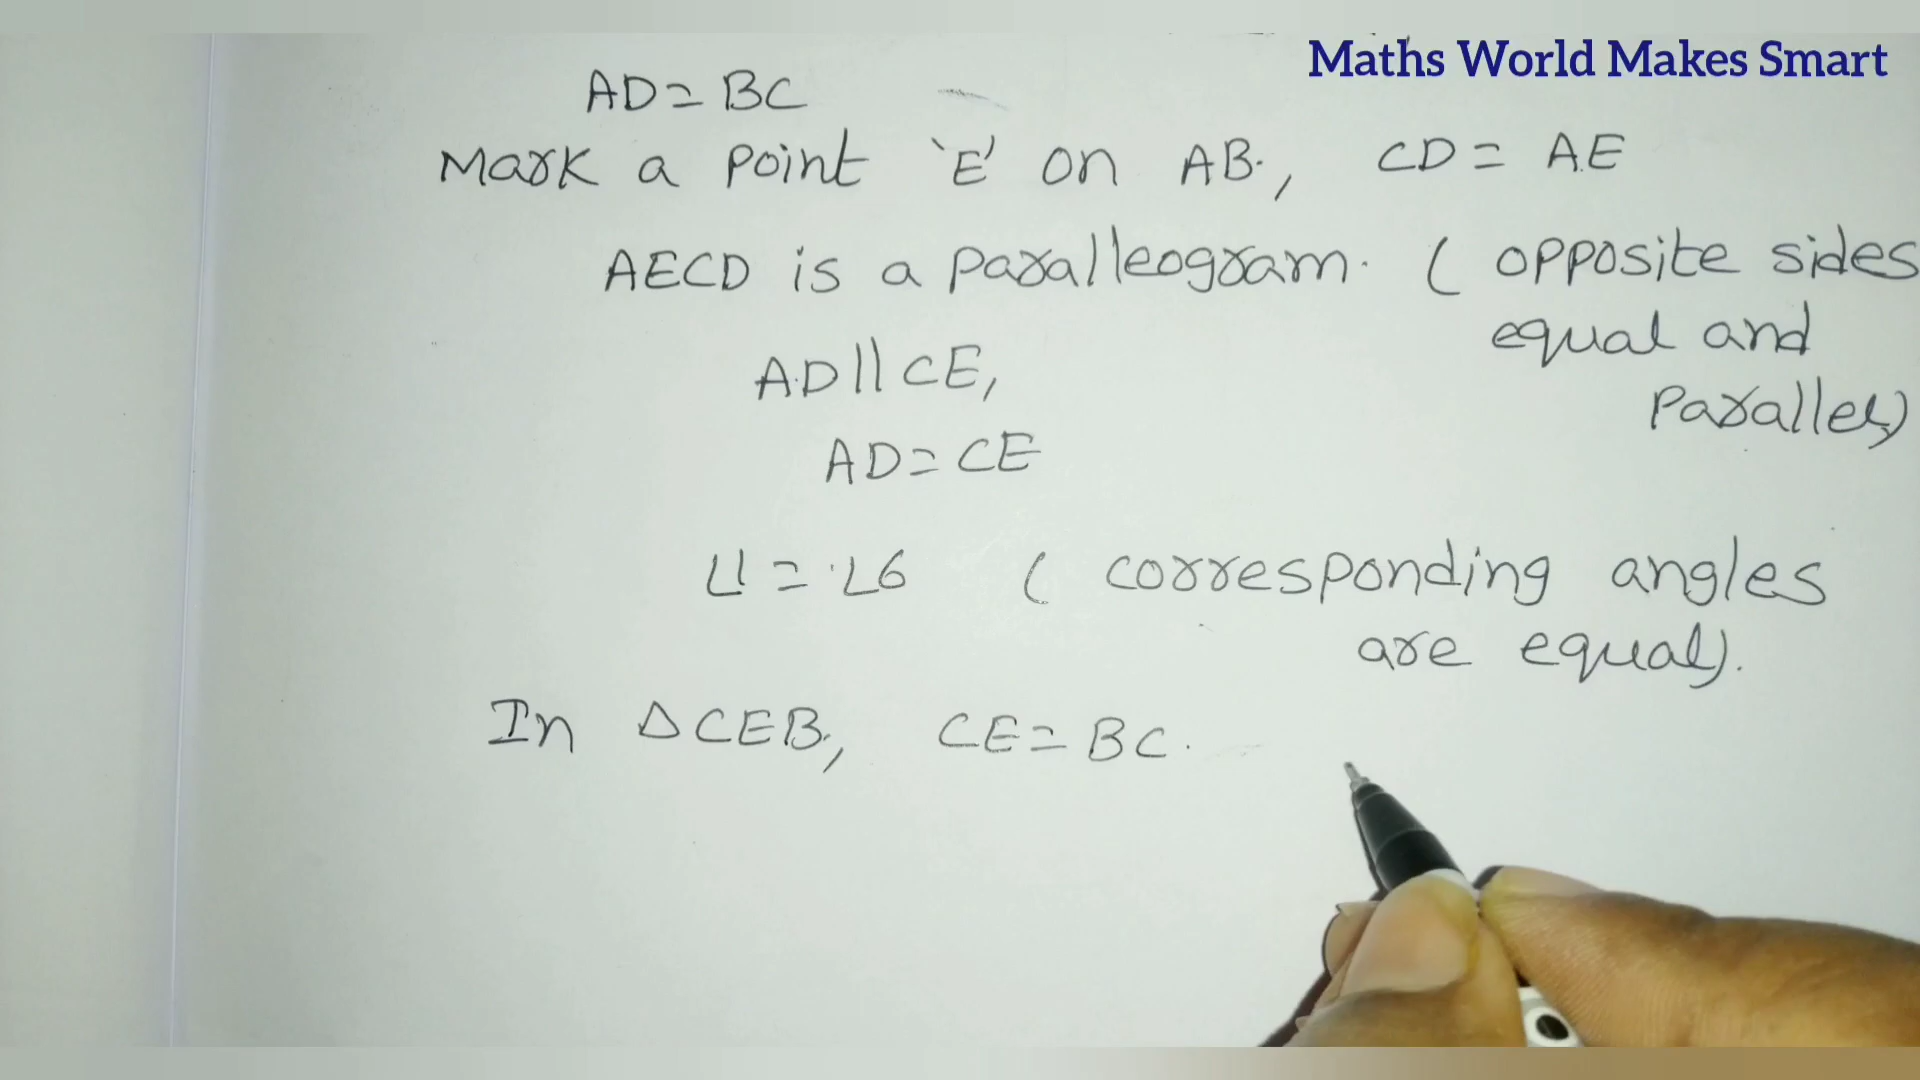 Maths World Makes Smart
AD = BC
Mark a point 'E' on AB., CD = AE
AECD is a paralleogram. ( opposite sides
equal and
parallel)
AD || CE,
AD = CE
∠1 = ∠6 ( corresponding angles
are equal).
In △CEB, CE = BC.